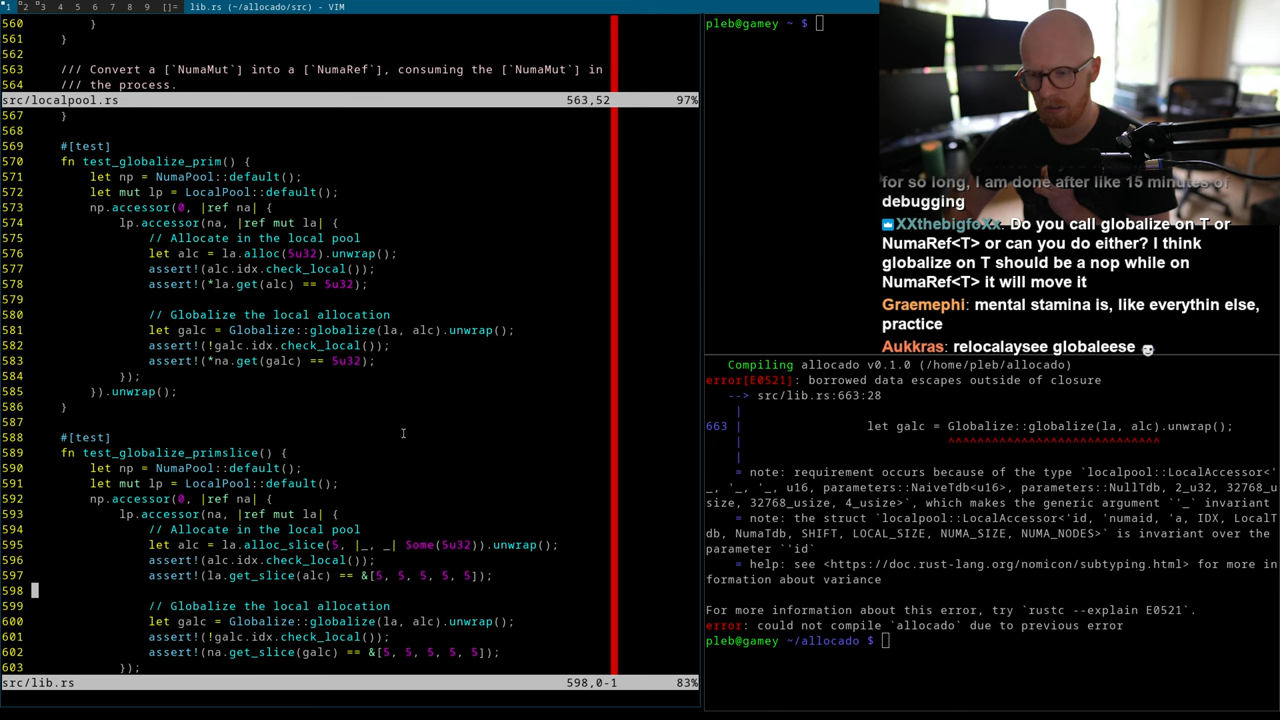 1 2 3 4 5 6 7 8 9 []= lib.rs (~/allocado/src) - VIM
560 }
561 }
562
563 /// Convert a [`NumaMut`] into a [`NumaRef`], consuming the [`NumaMut`] in
564 /// the process.
src/localpool.rs 563,52 97%
567 }
568
569 #[test]
570 fn test_globalize_prim() {
571 let np = NumaPool::default();
572 let mut lp = LocalPool::default();
573 np.accessor(0, |ref na| {
574 lp.accessor(na, |ref mut la| {
575 // Allocate in the local pool
576 let alc = la.alloc(5u32).unwrap();
577 assert!(alc.idx.check_local());
578 assert!(*la.get(alc) == 5u32);
579
580 // Globalize the local allocation
581 let galc = Globalize::globalize(la, alc).unwrap();
582 assert!(!galc.idx.check_local());
583 assert!(*na.get(galc) == 5u32);
584 });
585 }).unwrap();
586 }
587
588 #[test]
589 fn test_globalize_primslice() {
590 let np = NumaPool::default();
591 let mut lp = LocalPool::default();
592 np.accessor(0, |ref na| {
593 lp.accessor(na, |ref mut la| {
594 // Allocate in the local pool
595 let alc = la.alloc_slice(5, |_, _| Some(5u32)).unwrap();
596 assert!(alc.idx.check_local());
597 assert!(la.get_slice(alc) == &[5, 5, 5, 5, 5]);
598
599 // Globalize the local allocation
600 let galc = Globalize::globalize(la, alc).unwrap();
601 assert!(!galc.idx.check_local());
602 assert!(na.get_slice(galc) == &[5, 5, 5, 5, 5]);
603 });
src/lib.rs 598,0-1 83%
pleb@gamey ~ $
for so long, I am done after like 15 minutes of
debugging
XXthebigfoXx: Do you call globalize on T or
NumaRef<T> or can you do either? I think
globalize on T should be a nop while on
NumaRef<T> it will move it
Graemephi: mental stamina is, like everythin else,
practice
Aukkras: relocalaysee globaleese
Compiling allocado v0.1.0 (/home/pleb/allocado)
error[E0521]: borrowed data escapes outside of closure
--> src/lib.rs:663:28
|
663 | let galc = Globalize::globalize(la, alc).unwrap();
| ^^^^^^^^^^^^^^^^^^^^^^^^^^^^^
|
= note: requirement occurs because of the type `localpool::LocalAccessor<'
_, '_, '_, u16, parameters::NaiveTdb<u16>, parameters::NullTdb, 2_u32, 32768_u
size, 32768_usize, 4_usize>`, which makes the generic argument `'_` invariant
= note: the struct `localpool::LocalAccessor<'id, 'numaid, 'a, IDX, LocalT
db, NumaTdb, SHIFT, LOCAL_SIZE, NUMA_SIZE, NUMA_NODES>` is invariant over the
parameter `'id`
= help: see <https://doc.rust-lang.org/nomicon/subtyping.html> for more in
formation about variance
For more information about this error, try `rustc --explain E0521`.
error: could not compile `allocado` due to previous error
pleb@gamey ~/allocado $